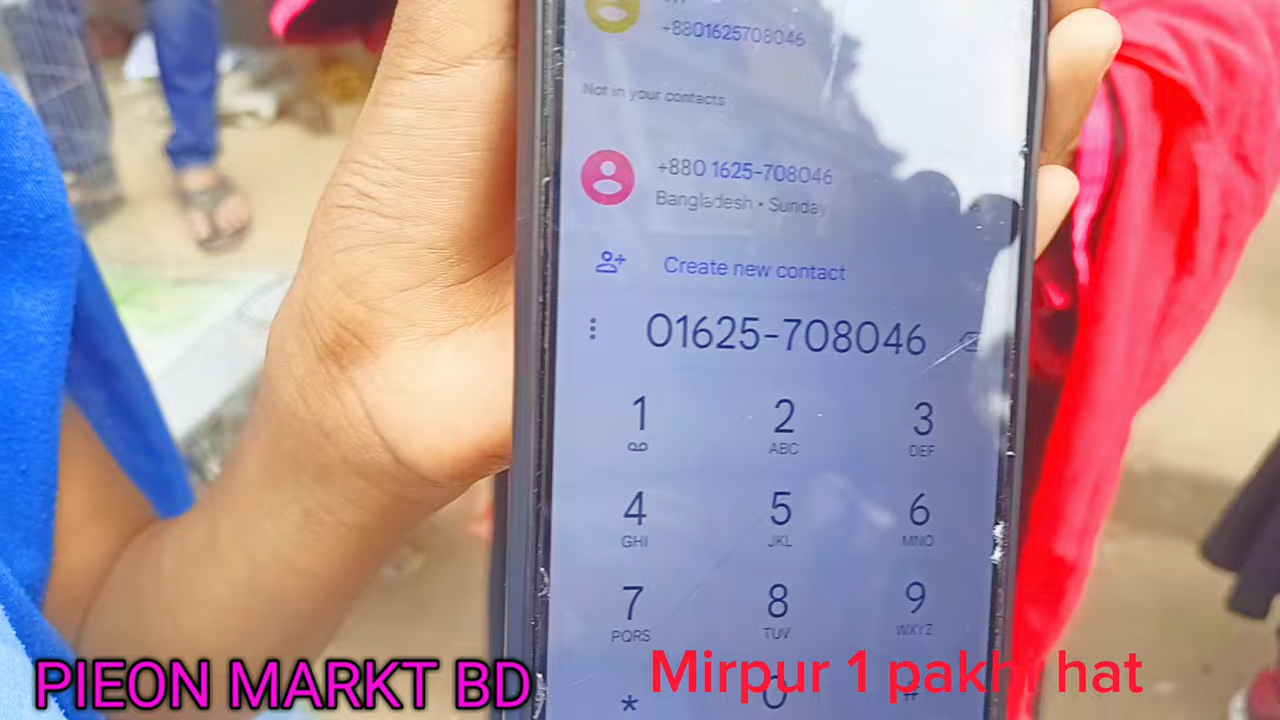 +8801625708046
Not in your contacts
+880 1625-708046
Bangladesh • Sunday
Create new contact
01625-708046
1
2 ABC
3 DEF
4 GHI
5 JKL
6 MNO
7 PQRS
8 TUV
9 WXYZ
* 0 #
PIEON MARKT BD
Mirpur 1 pakhi hat